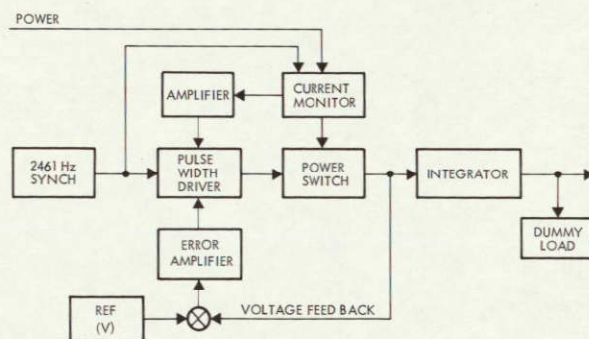 POWER
AMPLIFIER
CURRENT
MONITOR
2461 Hz
SYNCH
PULSE
WIDTH
DRIVER
POWER
SWITCH
INTEGRATOR
DUMMY
LOAD
ERROR
AMPLIFIER
REF
(V)
VOLTAGE FEED BACK